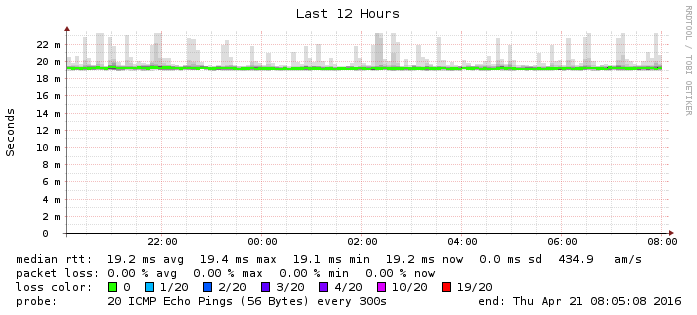 Last 12 Hours
RRDTOOL / TOBI OETIKER
Seconds
22 m
20 m
18 m
16 m
14 m
12 m
10 m
8 m
6 m
4 m
2 m
0
22:00 00:00 02:00 04:00 06:00 08:00
median rtt: 19.2 ms avg 19.4 ms max 19.1 ms min 19.2 ms now 0.0 ms sd 434.9 am/s
packet loss: 0.00 % avg 0.00 % max 0.00 % min 0.00 % now
loss color: 0 1/20 2/20 3/20 4/20 10/20 19/20
probe: 20 ICMP Echo Pings (56 Bytes) every 300s end: Thu Apr 21 08:05:08 2016